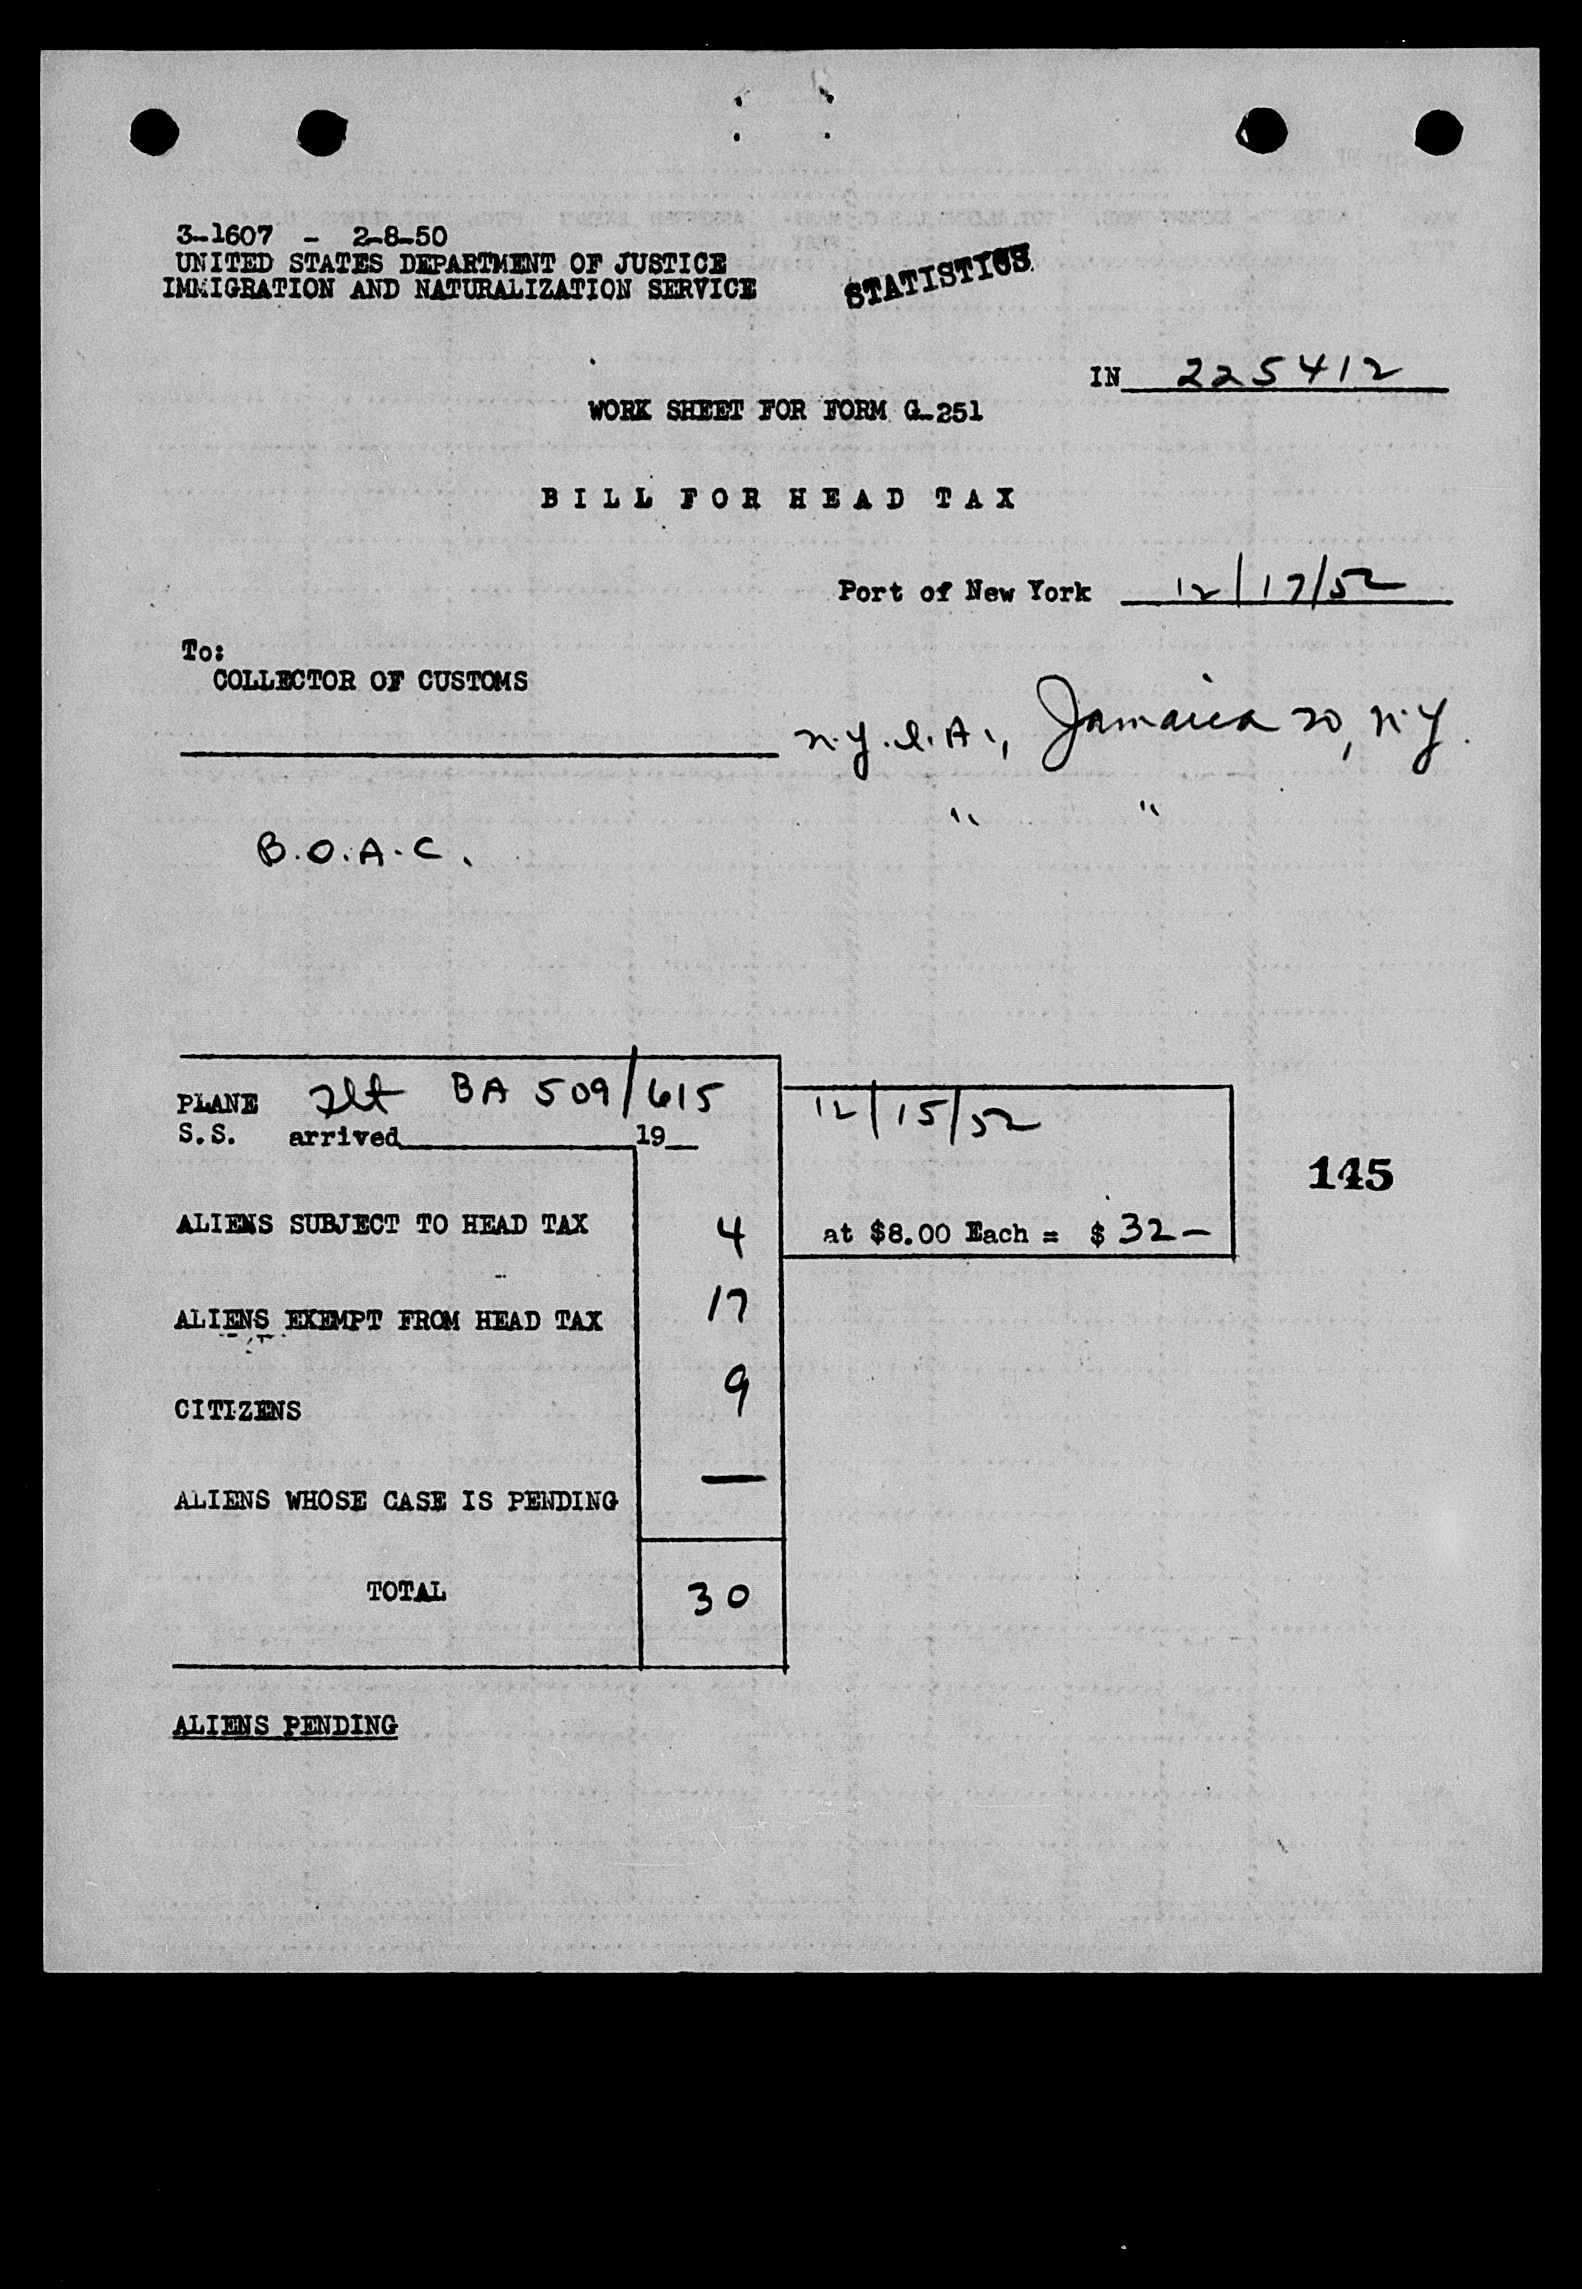 3-1607 - 2-8-50
UNITED STATES DEPARTMENT OF JUSTICE
IMMIGRATION AND NATURALIZATION SERVICE
STATISTICS
IN 225412
WORK SHEET FOR FORM G-251
BILL FOR HEAD TAX
Port of New York 12/17/52
To:
COLLECTOR OF CUSTOMS
N.Y.I.A., Jamaica 20, N.Y.
" "
B.O.A.C.
PLANE Flt BA 509/615
12/15/52
S.S. arrived 19
145
ALIENS SUBJECT TO HEAD TAX 4 at $8.00 Each = $ 32 —
ALIENS EXEMPT FROM HEAD TAX 17
CITIZENS 9
ALIENS WHOSE CASE IS PENDING —
TOTAL 30
ALIENS PENDING